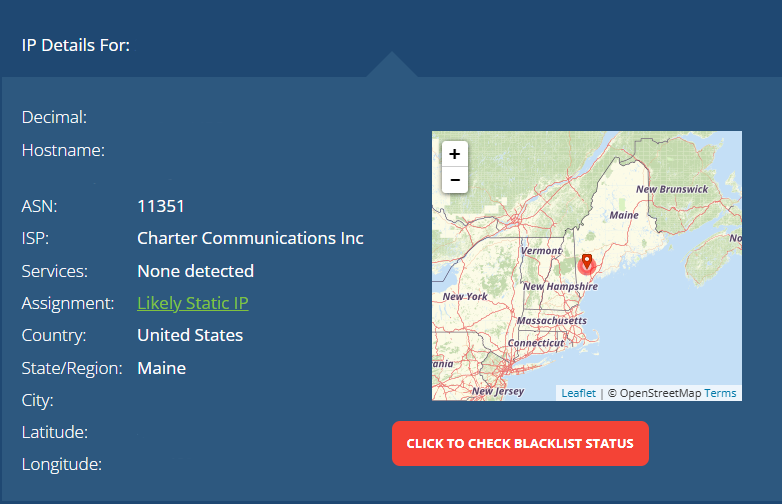 IP Details For:
Decimal:
Hostname:
ASN: 11351
ISP: Charter Communications Inc
Services: None detected
Assignment: Likely Static IP
Country: United States
State/Region: Maine
City:
Latitude:
Longitude:
+
−
New Brunswick
Maine
No
Vermont
New Hampshire
New York
Massachusetts
Connecticut
ania
New Jersey
Leaflet | © OpenStreetMap Terms
CLICK TO CHECK BLACKLIST STATUS